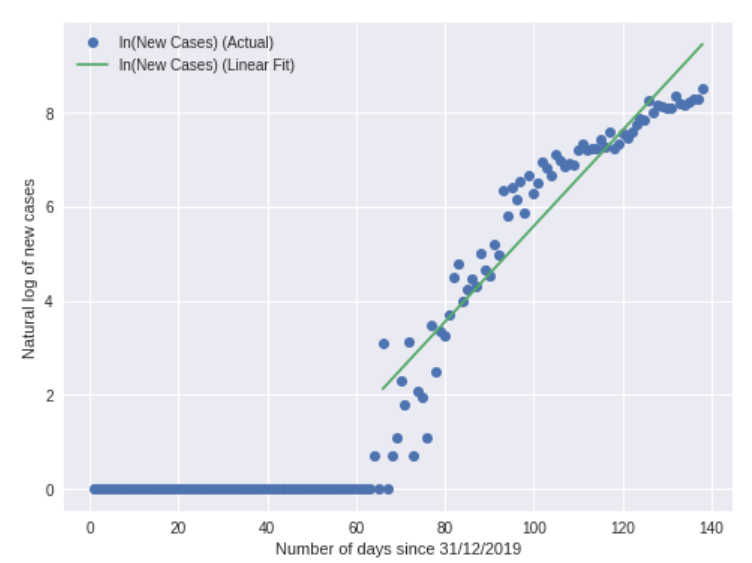 ln(New Cases) (Actual)
ln(New Cases) (Linear Fit)
Natural log of new cases
8
6
4
2
0
0 20 40 60 80 100 120 140
Number of days since 31/12/2019